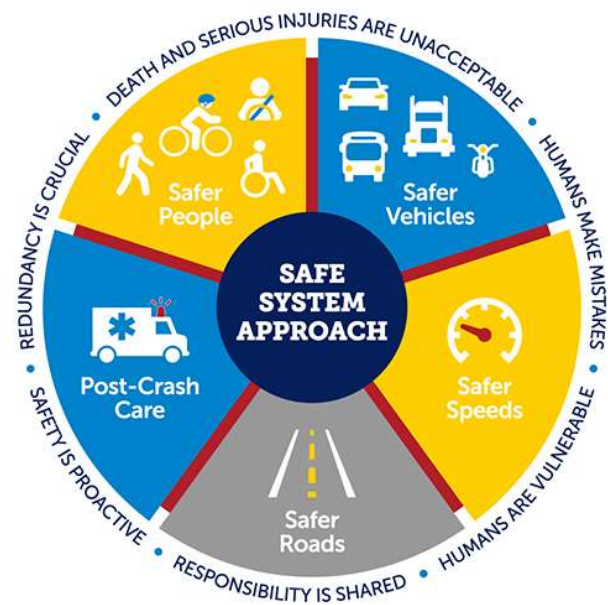 DEATH AND SERIOUS INJURIES ARE UNACCEPTABLE
HUMANS MAKE MISTAKES
HUMANS ARE VULNERABLE
RESPONSIBILITY IS SHARED
SAFETY IS PROACTIVE
REDUNDANCY IS CRUCIAL
Safer
People
Safer
Vehicles
SAFE
SYSTEM
APPROACH
Post-Crash
Care
Safer
Speeds
Safer
Roads